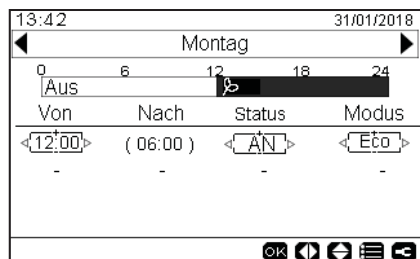 13:42 31/01/2018
Montag
0 6 12 18 24
Aus
Von Nach Status Modus
12:00 ( 06:00 ) AN Eco
- - - -
OK